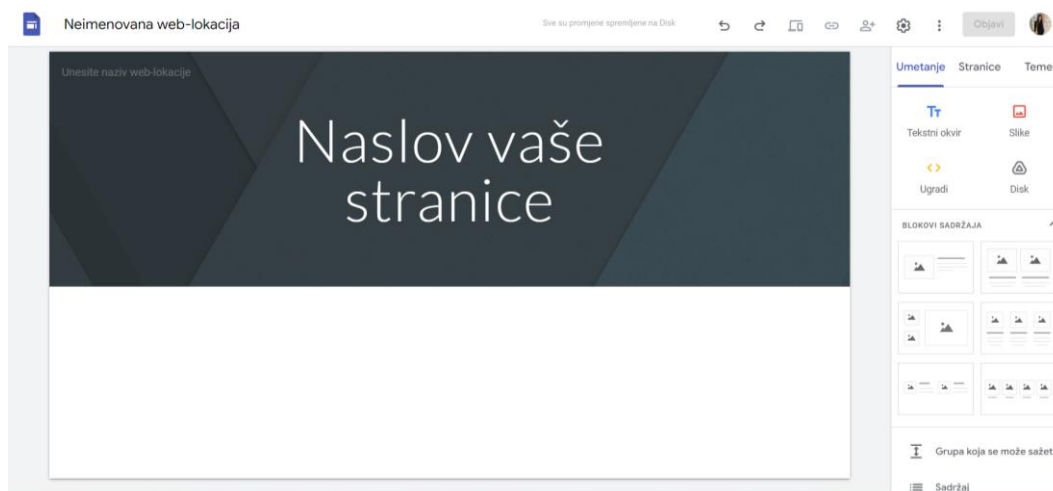 Neimenovana web-lokacija
Sve su promjene spremljene na Disk
Objavi
Unesite naziv web-lokacije
Naslov vaše
stranice
Umetanje Stranice Teme
Tт
Tekstni okvir Slike
Ugradi Disk
BLOKOVI SADRŽAJA
Grupa koja se može sažet
Sadržaj